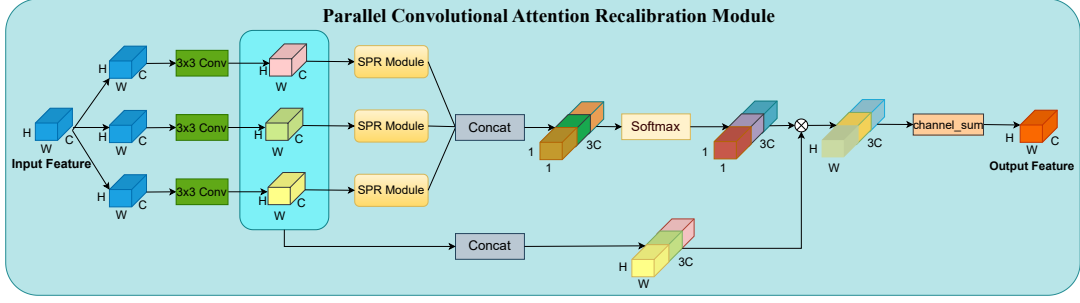 Parallel Convolutional Attention Recalibration Module
H
W
C
3x3 Conv
H
W
C
SPR Module
H
W
C
Input Feature
H
W
C
3x3 Conv
H
W
C
SPR Module
Concat
1
1
3C
Softmax
1
1
3C
H
W
3C
channel_sum
H
W
C
Output Feature
H
W
C
3x3 Conv
H
W
C
SPR Module
Concat
H
W
3C